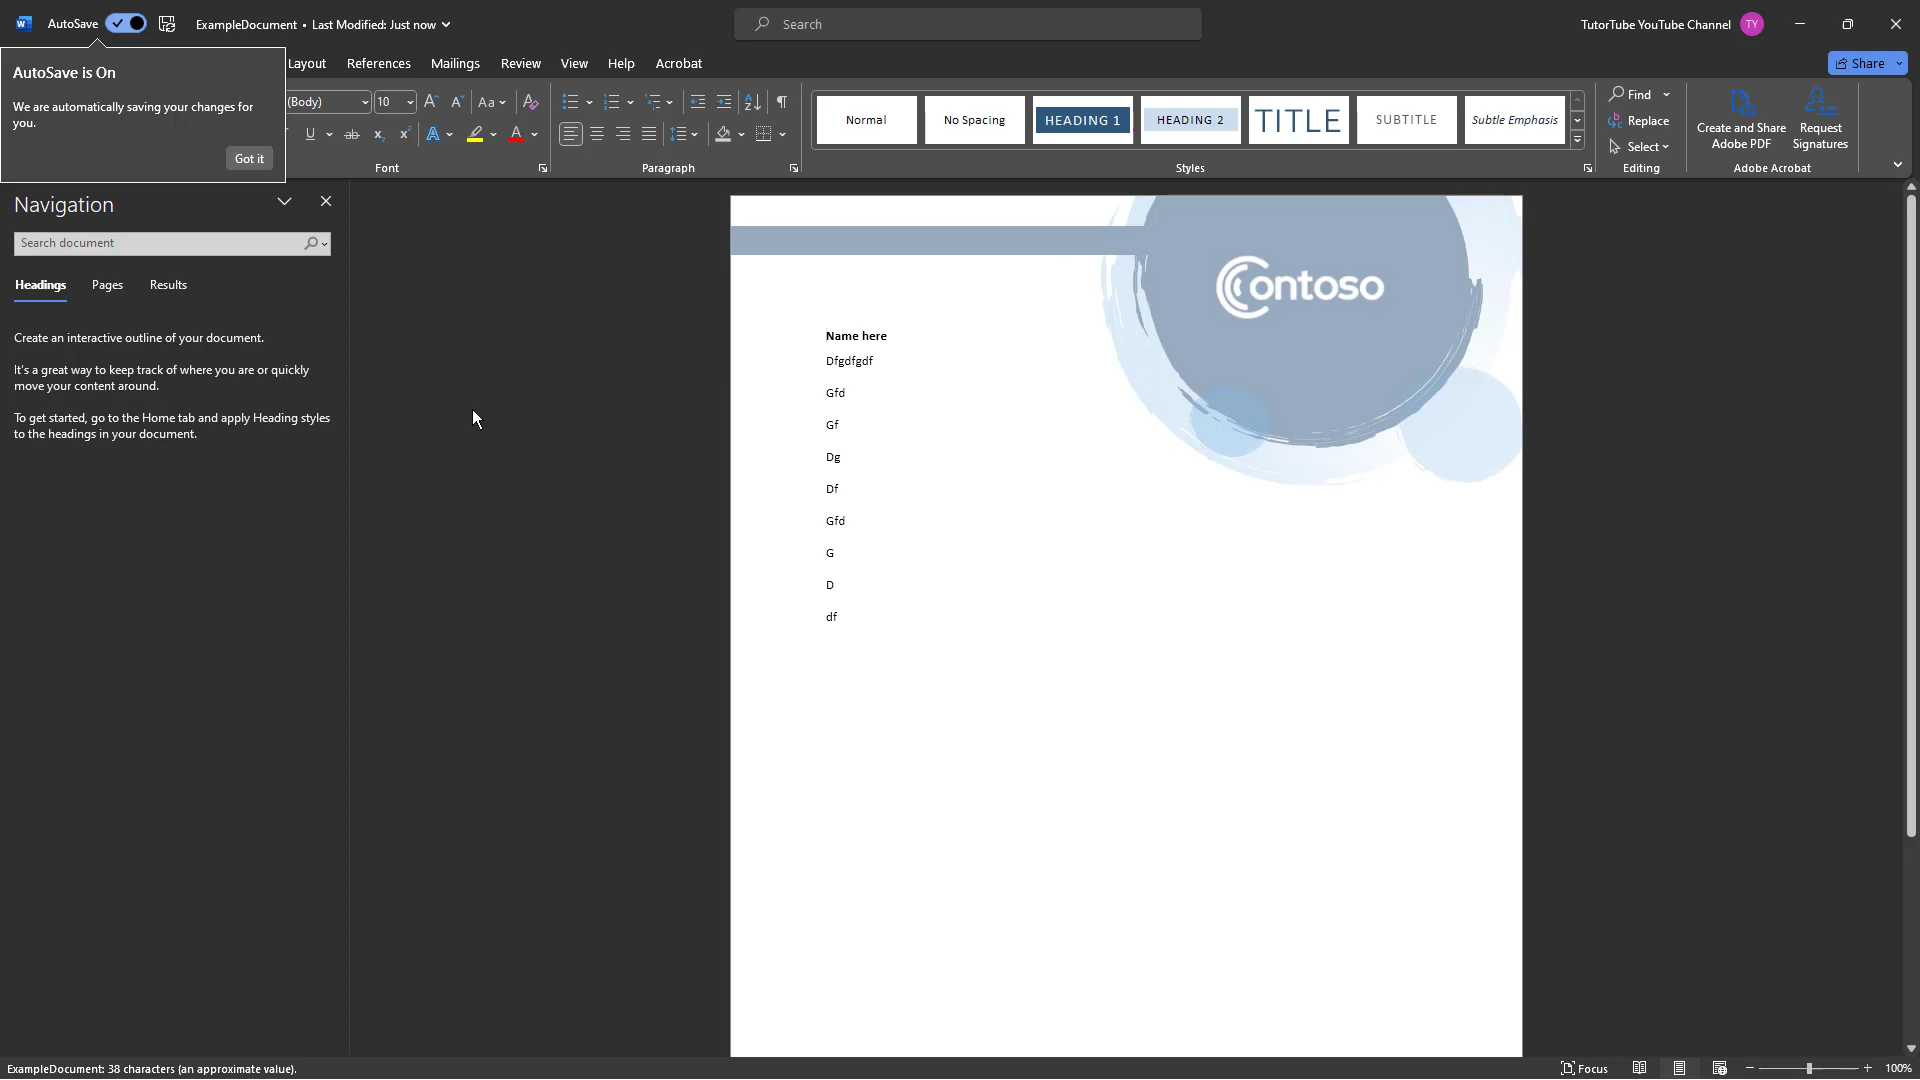 AutoSave
ExampleDocument • Last Modified: Just now
Search
TutorTube YouTube Channel
TY
AutoSave is On
We are automatically saving your changes for
you.
Got it
Layout
References
Mailings
Review
View
Help
Acrobat
Share
(Body)
10
Aa
Font
Paragraph
Normal
No Spacing
HEADING 1
HEADING 2
TITLE
SUBTITLE
Subtle Emphasis
Styles
Find
Replace
Select
Editing
Create and Share
Adobe PDF
Request
Signatures
Adobe Acrobat
Navigation
Search document
Headings
Pages
Results
Create an interactive outline of your document.
It's a great way to keep track of where you are or quickly
move your content around.
To get started, go to the Home tab and apply Heading styles
to the headings in your document.
Contoso
Name here
Dfgdfgdf
Gfd
Gf
Dg
Df
Gfd
G
D
df
ExampleDocument: 38 characters (an approximate value).
Focus
100%